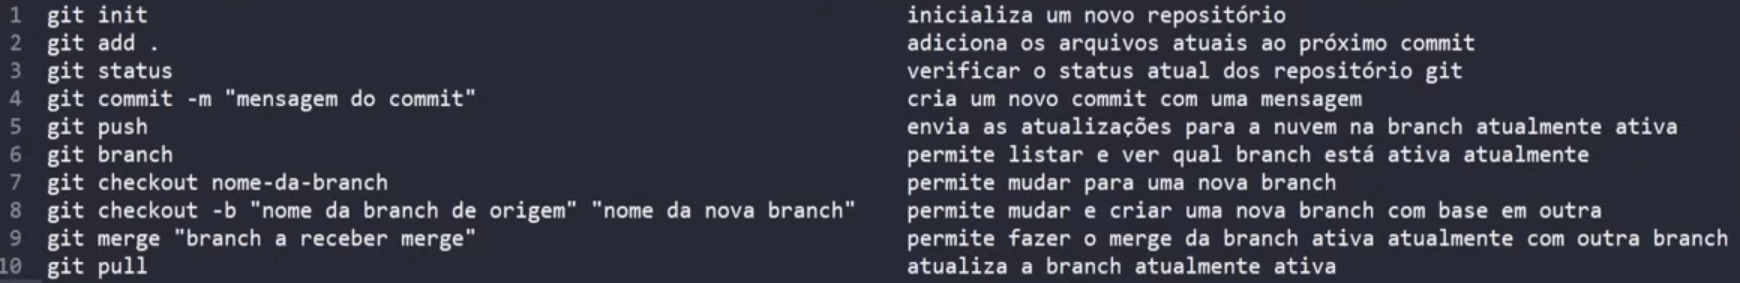 1 git init inicializa um novo repositório
2 git add . adiciona os arquivos atuais ao próximo commit
3 git status verificar o status atual dos repositório git
4 git commit -m "mensagem do commit" cria um novo commit com uma mensagem
5 git push envia as atualizações para a nuvem na branch atualmente ativa
6 git branch permite listar e ver qual branch está ativa atualmente
7 git checkout nome-da-branch permite mudar para uma nova branch
8 git checkout -b "nome da branch de origem" "nome da nova branch" permite mudar e criar uma nova branch com base em outra
9 git merge "branch a receber merge" permite fazer o merge da branch ativa atualmente com outra branch
10 git pull atualiza a branch atualmente ativa